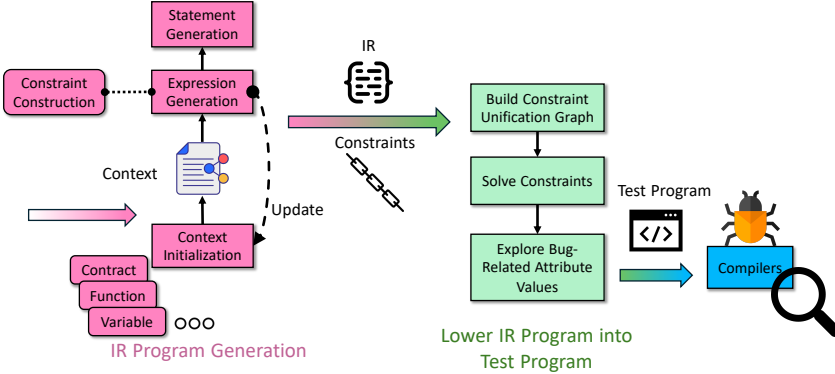 Statement
Generation
Constraint
Construction
Expression
Generation
Context
Update
Context
Initialization
Contract
Function
Variable
IR Program Generation
IR
Constraints
Build Constraint
Unification Graph
Solve Constraints
Explore Bug-
Related Attribute
Values
Lower IR Program into
Test Program
Test Program
</>
Compilers